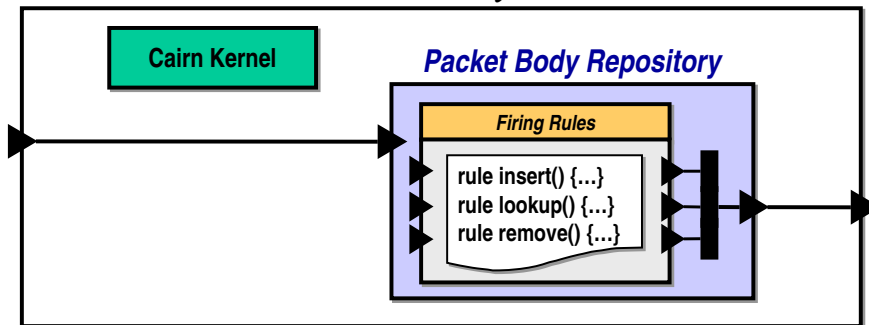 Cairn Kernel
Packet Body Repository
Firing Rules
rule insert() {…}
rule lookup() {…}
rule remove() {…}